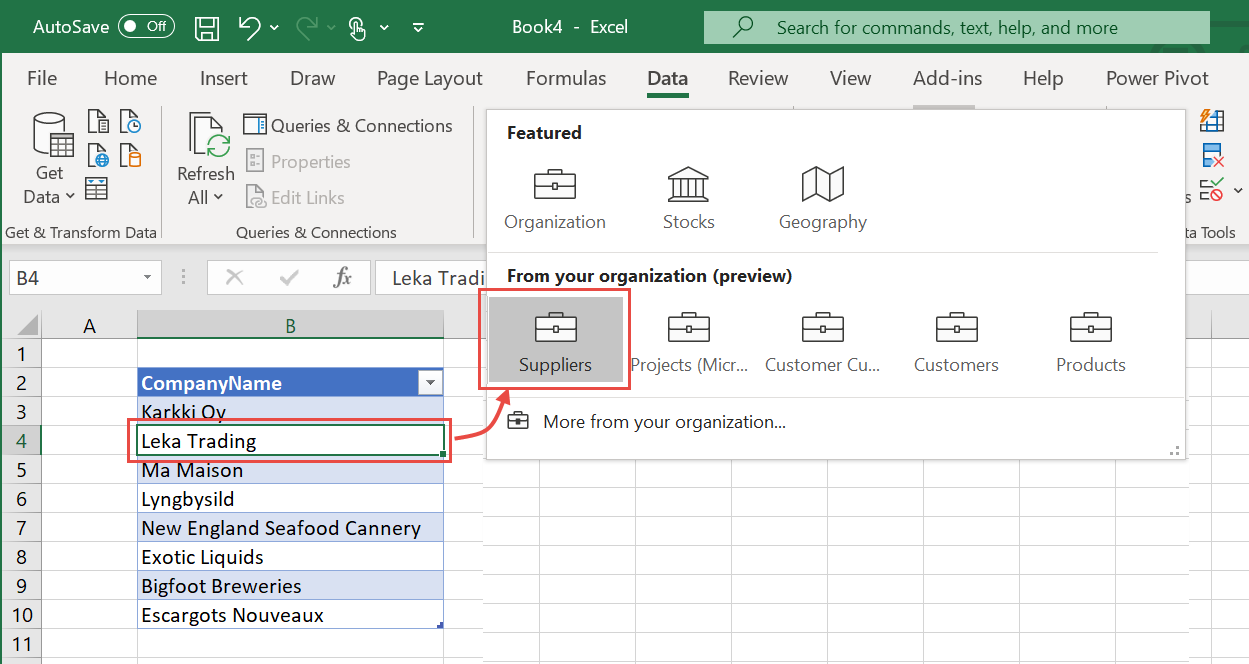 AutoSave Off Book4 - Excel Search for commands, text, help, and more
File Home Insert Draw Page Layout Formulas Data Review View Add-ins Help Power Pivot
Get Data
Refresh All
Queries & Connections
Properties
Edit Links
Get & Transform Data
Queries & Connections
Featured
Organization Stocks Geography
From your organization (preview)
Suppliers Projects (Micr... Customer Cu... Customers Products
More from your organization...
s
ta Tools
B4 fx Leka Tradi
A B
1
2 CompanyName
3 Karkki Oy
4 Leka Trading
5 Ma Maison
6 Lyngbysild
7 New England Seafood Cannery
8 Exotic Liquids
9 Bigfoot Breweries
10 Escargots Nouveaux
11